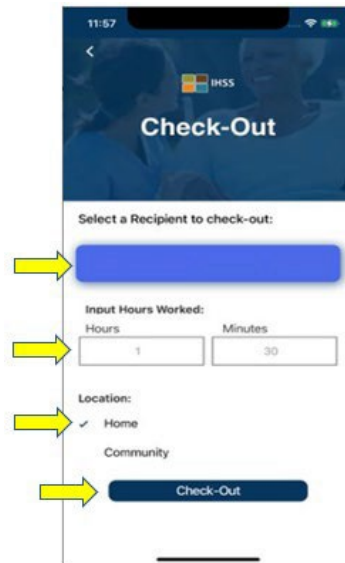 11:57
IHSS
Check-Out
Select a Recipient to check-out:
Input Hours Worked:
Hours Minutes
1 30
Location:
✓ Home
Community
Check-Out